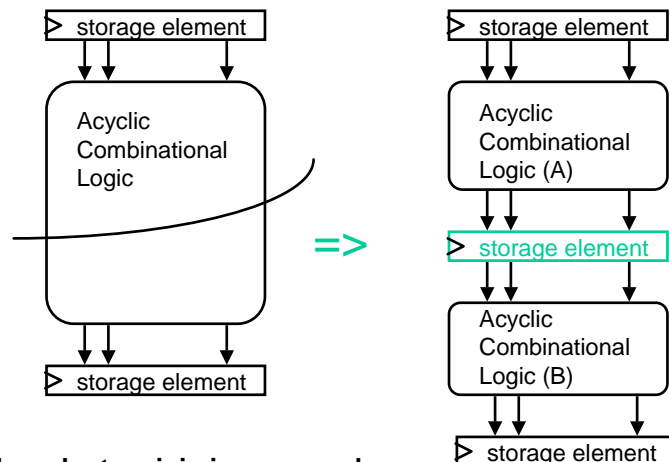 storage element
Acyclic
Combinational
Logic
storage element
=>
storage element
Acyclic
Combinational
Logic (A)
storage element
Acyclic
Combinational
Logic (B)
storage element